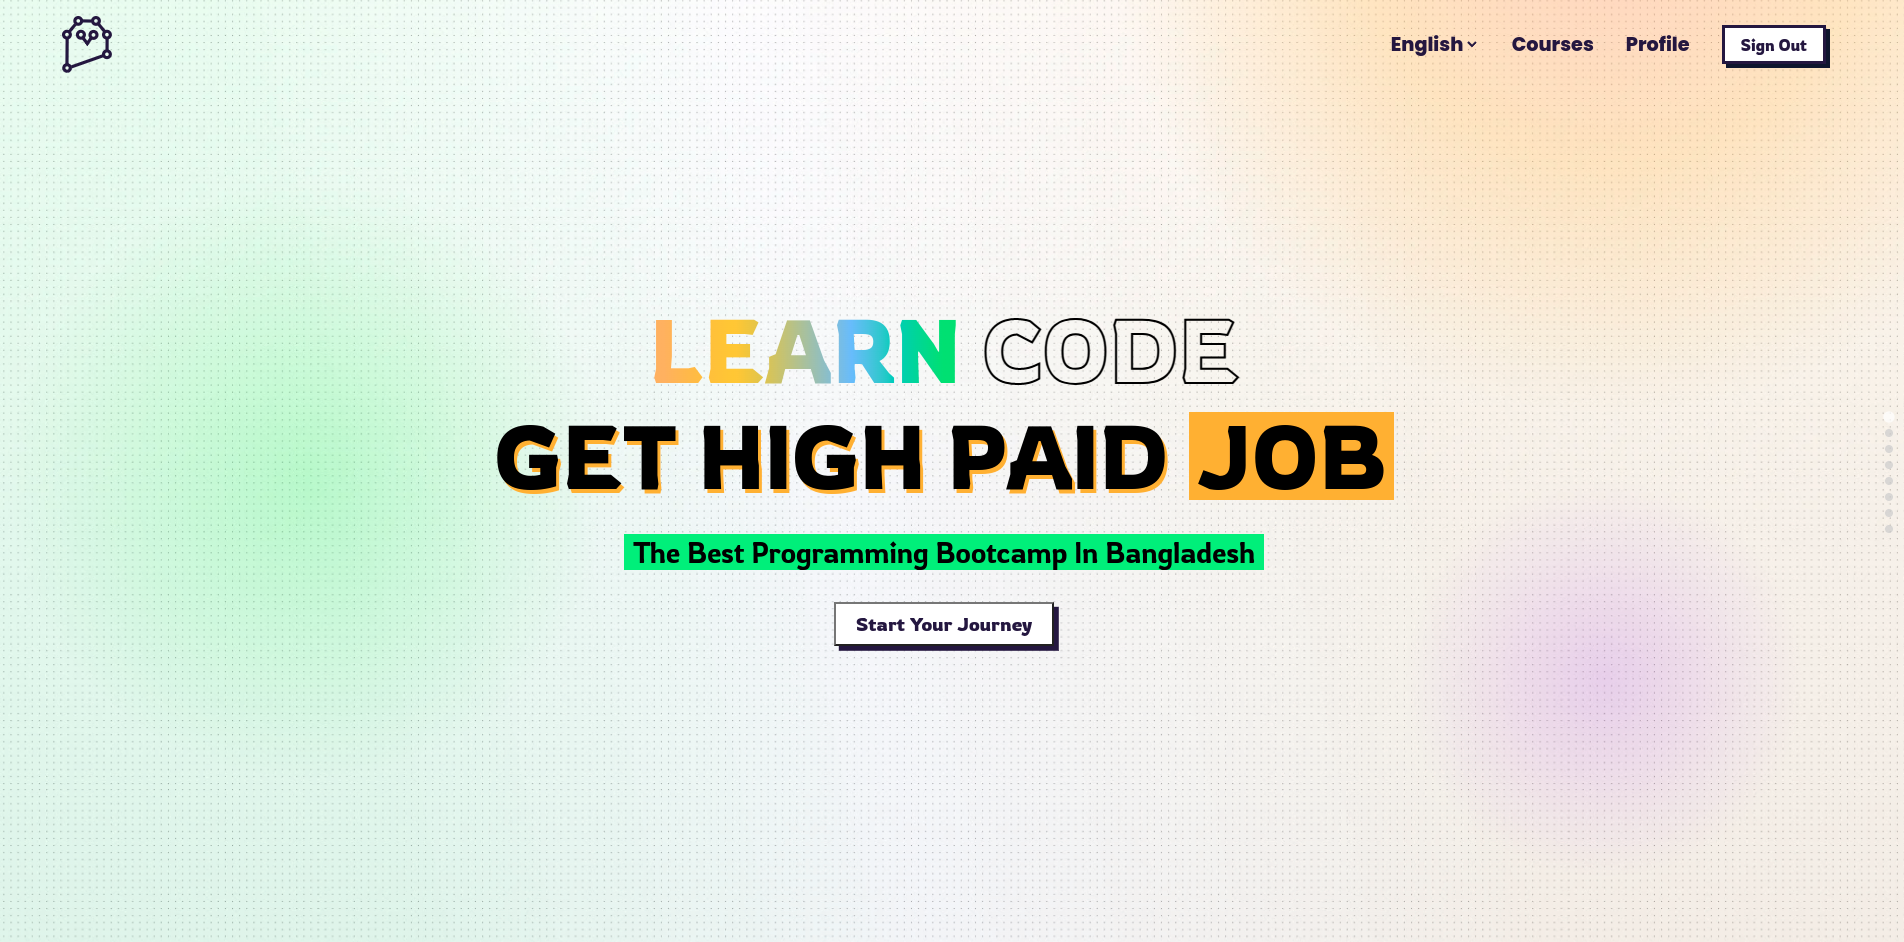 English
Courses
Profile
Sign Out
LEARN CODE
GET HIGH PAID JOB
The Best Programming Bootcamp In Bangladesh
Start Your Journey